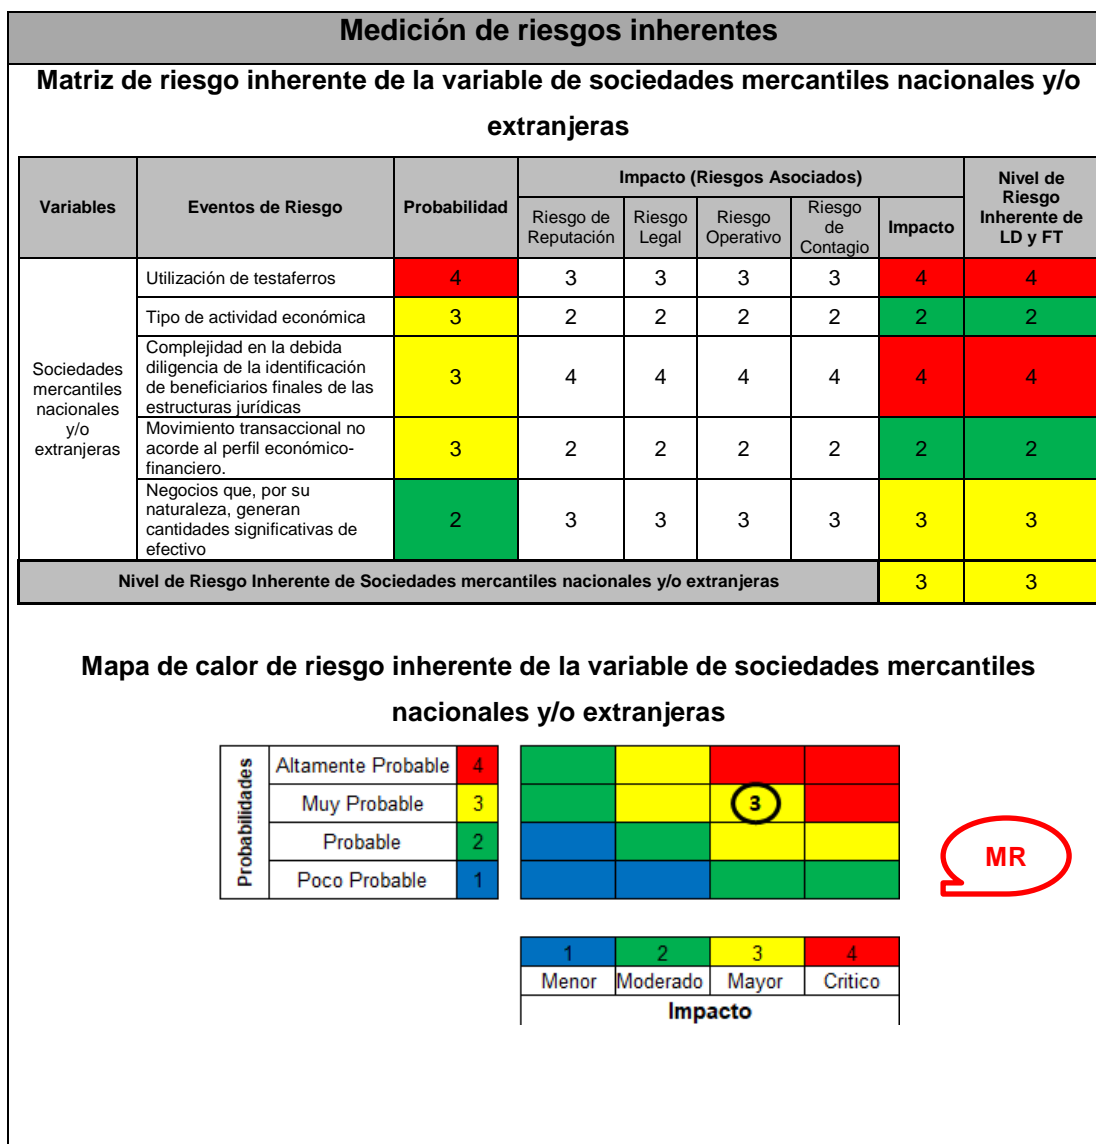 Medición de riesgos inherentes
Matriz de riesgo inherente de la variable de sociedades mercantiles nacionales y/o
extranjeras
Variables
Eventos de Riesgo
Probabilidad
Impacto (Riesgos Asociados)
Nivel de
Riesgo
Inherente de
LD y FT
Riesgo de
Reputación
Riesgo
Legal
Riesgo
Operativo
Riesgo
de
Contagio
Impacto
Sociedades
mercantiles
nacionales
y/o
extranjeras
Utilización de testaferros
4 3 3 3 3 4 4
Tipo de actividad económica
3 2 2 2 2 2 2
Complejidad en la debida
diligencia de la identificación
de beneficiarios finales de las
estructuras jurídicas
3 4 4 4 4 4 4
Movimiento transaccional no
acorde al perfil económico-
financiero.
3 2 2 2 2 2 2
Negocios que, por su
naturaleza, generan
cantidades significativas de
efectivo
2 3 3 3 3 3 3
Nivel de Riesgo Inherente de Sociedades mercantiles nacionales y/o extranjeras 3 3
Mapa de calor de riesgo inherente de la variable de sociedades mercantiles
nacionales y/o extranjeras
Probabilidades
Altamente Probable 4
Muy Probable 3 3
Probable 2
Poco Probable 1
MR
1 2 3 4
Menor Moderado Mayor Critico
Impacto